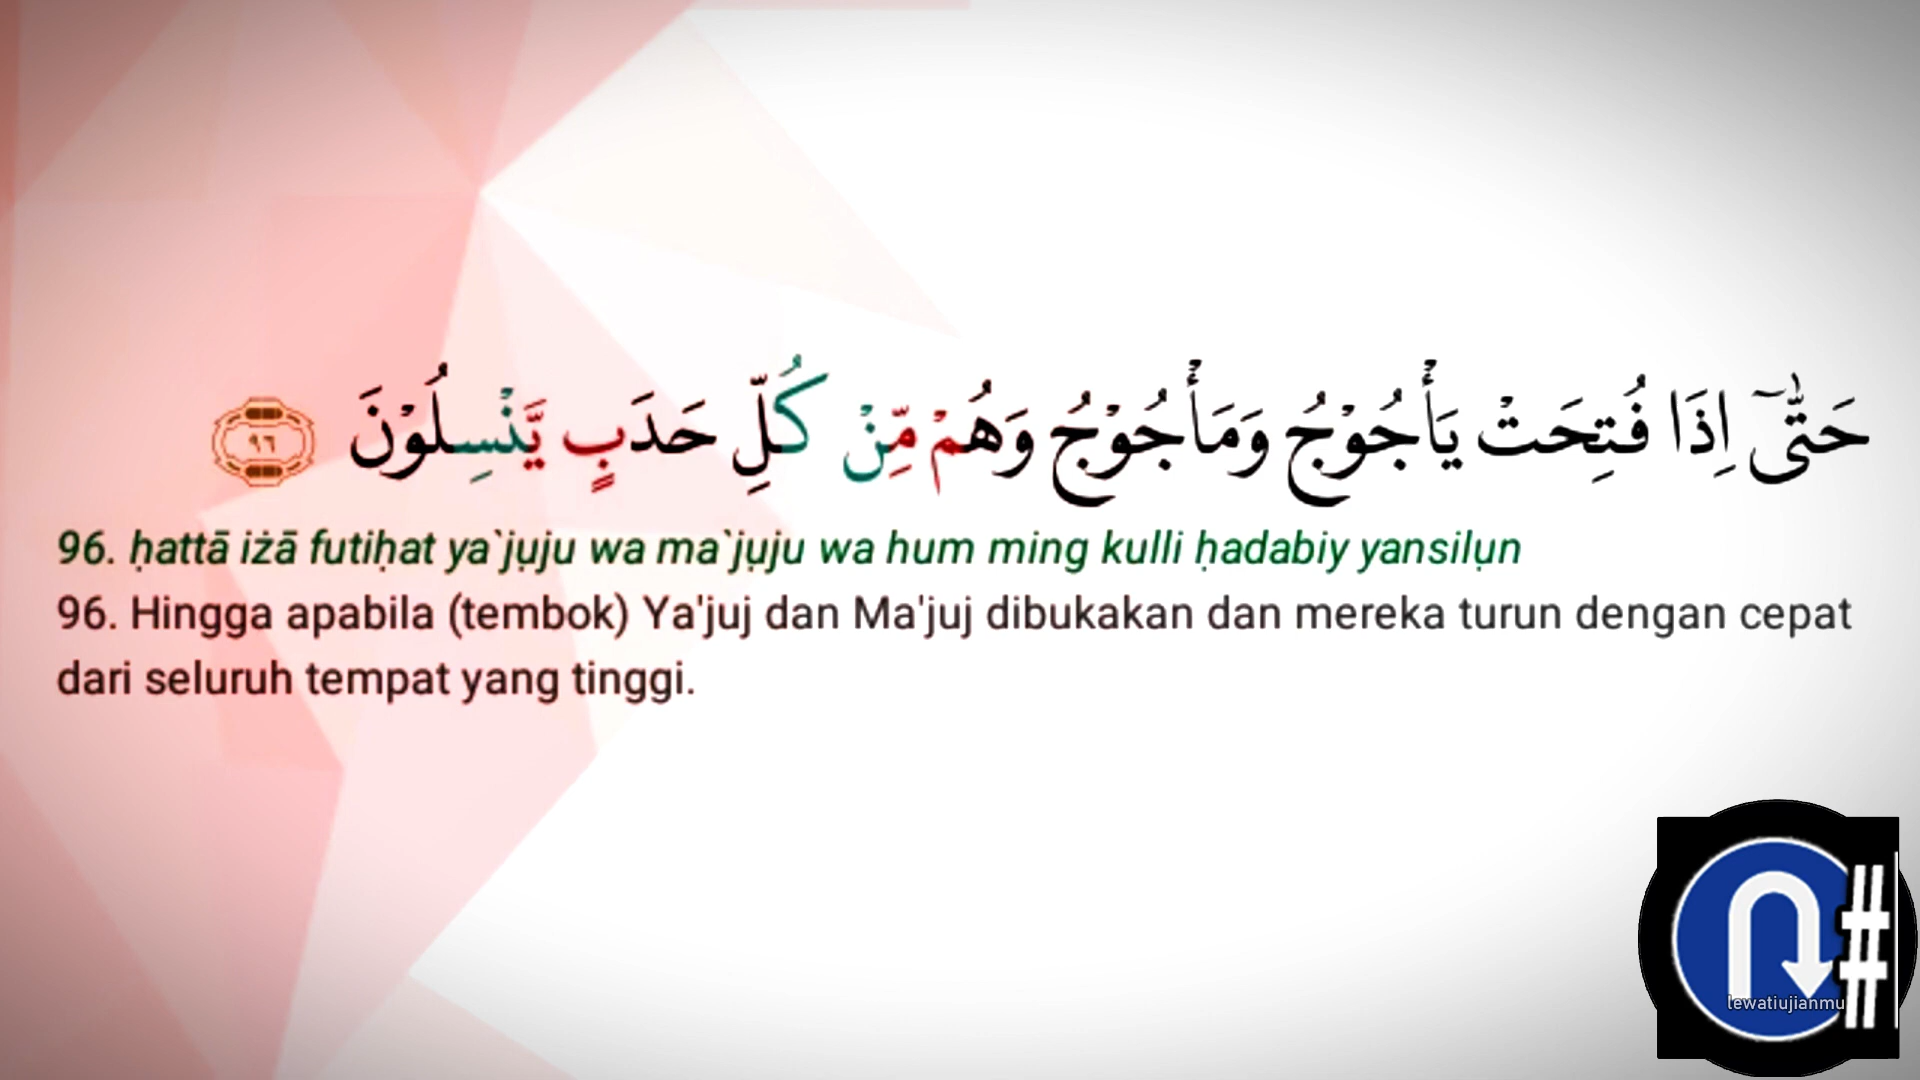 حَتّٰىٓ اِذَا فُتِحَتْ يَأْجُوْجُ وَمَأْجُوْجُ وَهُمْ مِّنْ كُلِّ حَدَبٍ يَّنْسِلُوْنَ ٩٦
96. ḥattā iżā futiḥat ya`jụju wa ma`jụju wa hum ming kulli ḥadabiy yansilụn
96. Hingga apabila (tembok) Ya'juj dan Ma'juj dibukakan dan mereka turun dengan cepat
dari seluruh tempat yang tinggi.
#
lewatiujianmu